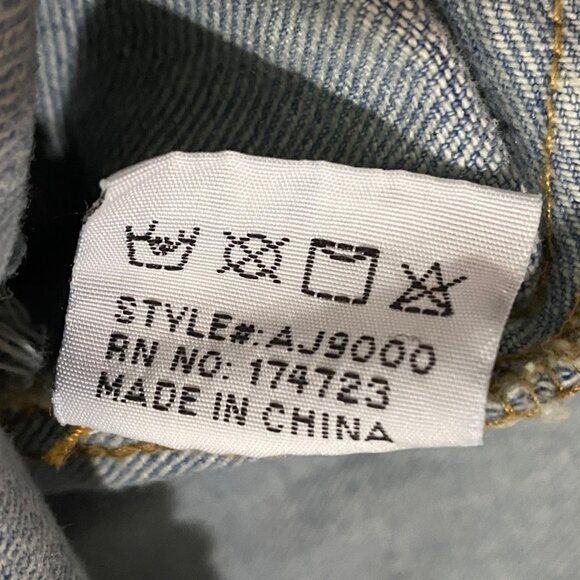 STYLE#: AJ9000
RN NO: 174723
MADE IN CHINA